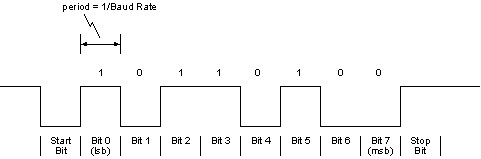 period = 1/Baud Rate
1 0 1 1 0 1 0 0
Start Bit 0 Bit 1 Bit 2 Bit 3 Bit 4 Bit 5 Bit 6 Bit 7 Stop
Bit (lsb) (msb) Bit